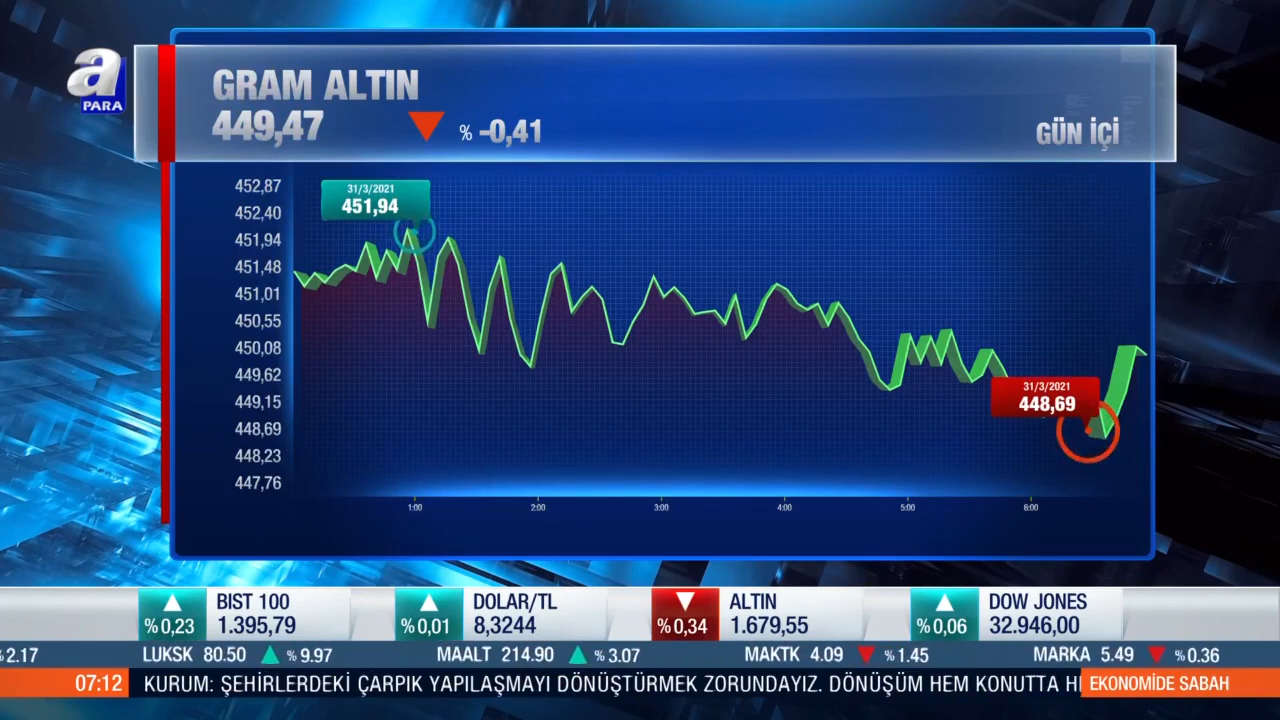 a
PARA
GRAM ALTIN
449,47 % -0,41
GÜN İÇİ
452,87
452,40
451,94
451,48
451,01
450,55
450,08
449,62
449,15
448,69
448,23
447,76
31/3/2021
451,94
31/3/2021
448,69
1:00 2:00 3:00 4:00 5:00 6:00
% 0,23 BIST 100 1.395,79
% 0,01 DOLAR/TL 8,3244
% 0,34 ALTIN 1.679,55
% 0,06 DOW JONES 32.946,00
2.17 LUKSK 80.50 % 9.97 MAALT 214.90 % 3.07 MAKTK 4.09 % 1.45 MARKA 5.49 % 0.36
07:12 KURUM: ŞEHİRLERDEKİ ÇARPIK YAPILAŞMAYI DÖNÜŞTÜRMEK ZORUNDAYIZ. DÖNÜŞÜM HEM KONUTTA EKONOMİDE SABAH